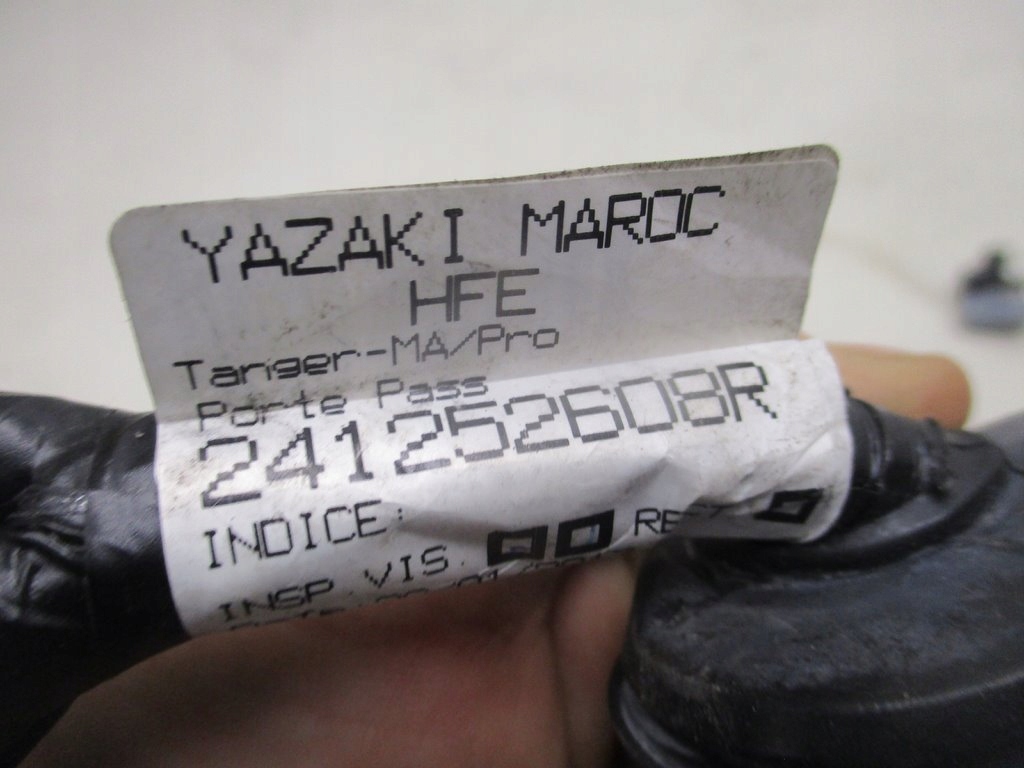 YAZAKI MAROC
HFE
Tanger-MA/Pro
Porte Pass
241252608R
INDICE:
INSP VIS.